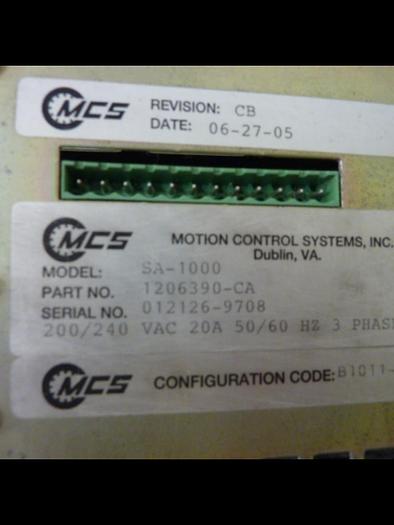 MCS
REVISION: CB
DATE: 06-27-05
MCS
MOTION CONTROL SYSTEMS, INC.
Dublin, VA.
MODEL: SA-1000
PART NO. 1206390-CA
SERIAL NO. 012126-9708
200/240 VAC 20A 50/60 HZ 3 PHASE
MCS
CONFIGURATION CODE: B1011-